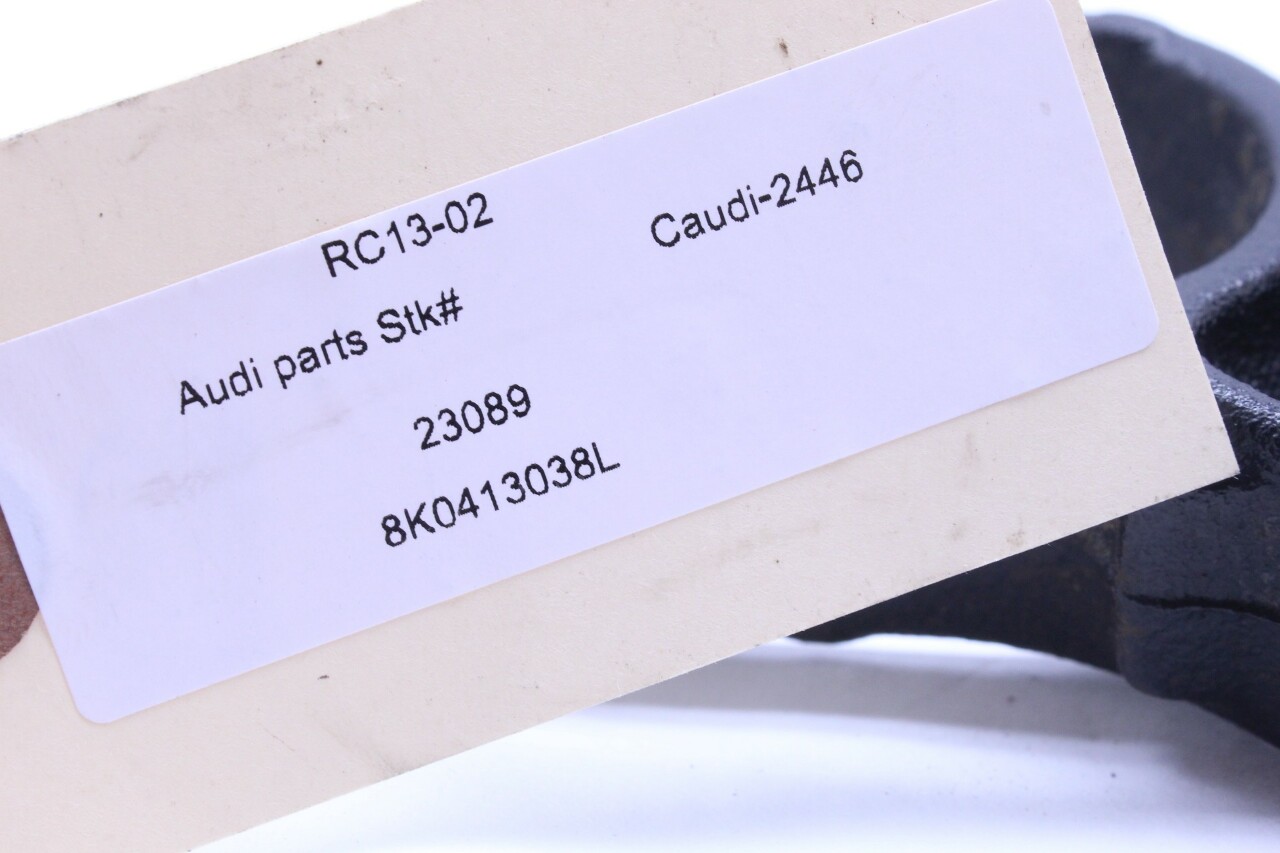 RC13-02 Caudi-2446
Audi parts Stk#
23089
8K0413038L